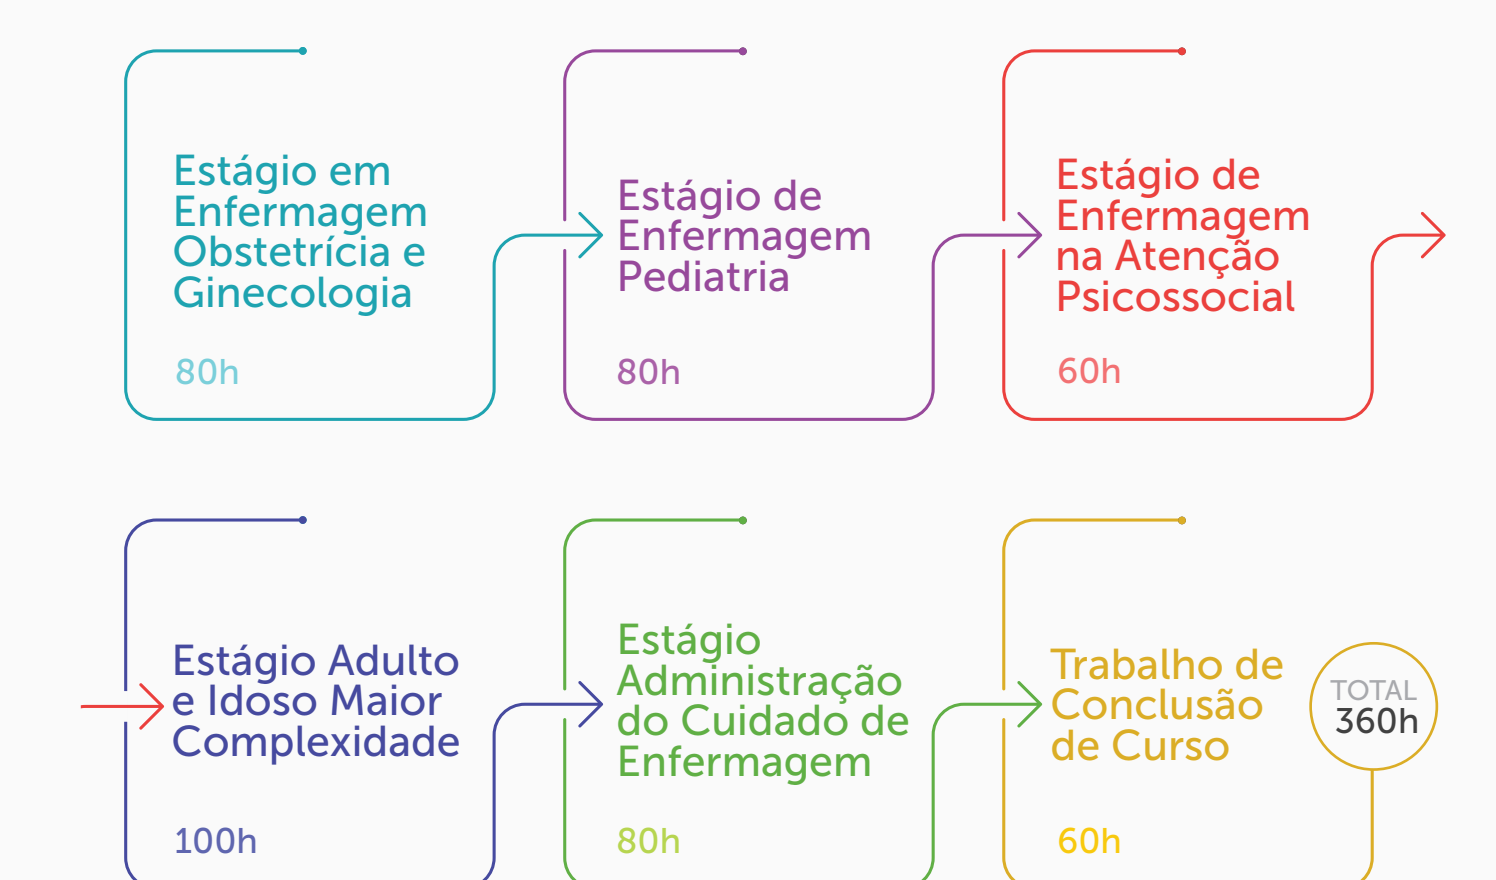 Estágio em
Enfermagem
Obstetrícia e
Ginecologia
80h
Estágio de
Enfermagem
Pediatria
80h
Estágio de
Enfermagem
na Atenção
Psicossocial
60h
Estágio Adulto
e Idoso Maior
Complexidade
100h
Estágio
Administração
do Cuidado de
Enfermagem
80h
Trabalho de
Conclusão
de Curso
60h
TOTAL
360h